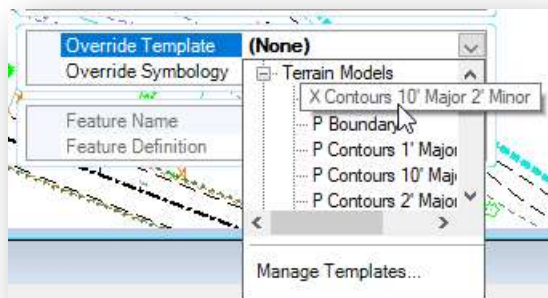 Override Template (None)
Override Symbology
Terrain Models
X Contours 10' Major 2' Minor
Feature Name
P Boundary
Feature Definition
P Contours 1' Major
P Contours 10' Maj
P Contours 2' Major
Manage Templates...